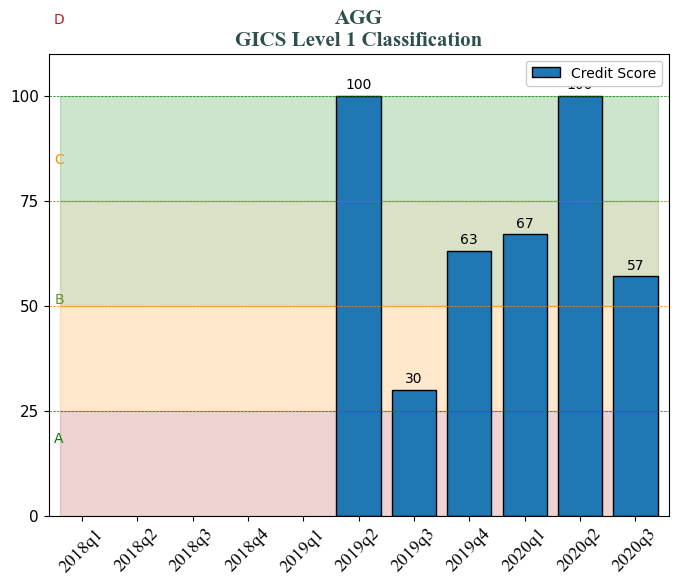 D
AGG
GICS Level 1 Classification
Credit Score
100
100
100
C
75
67
63
57
50
B
30
25
A
0
2018q1
2018q2
2018q3
2018q4
2019q1
2019q2
2019q3
2019q4
2020q1
2020q2
2020q3